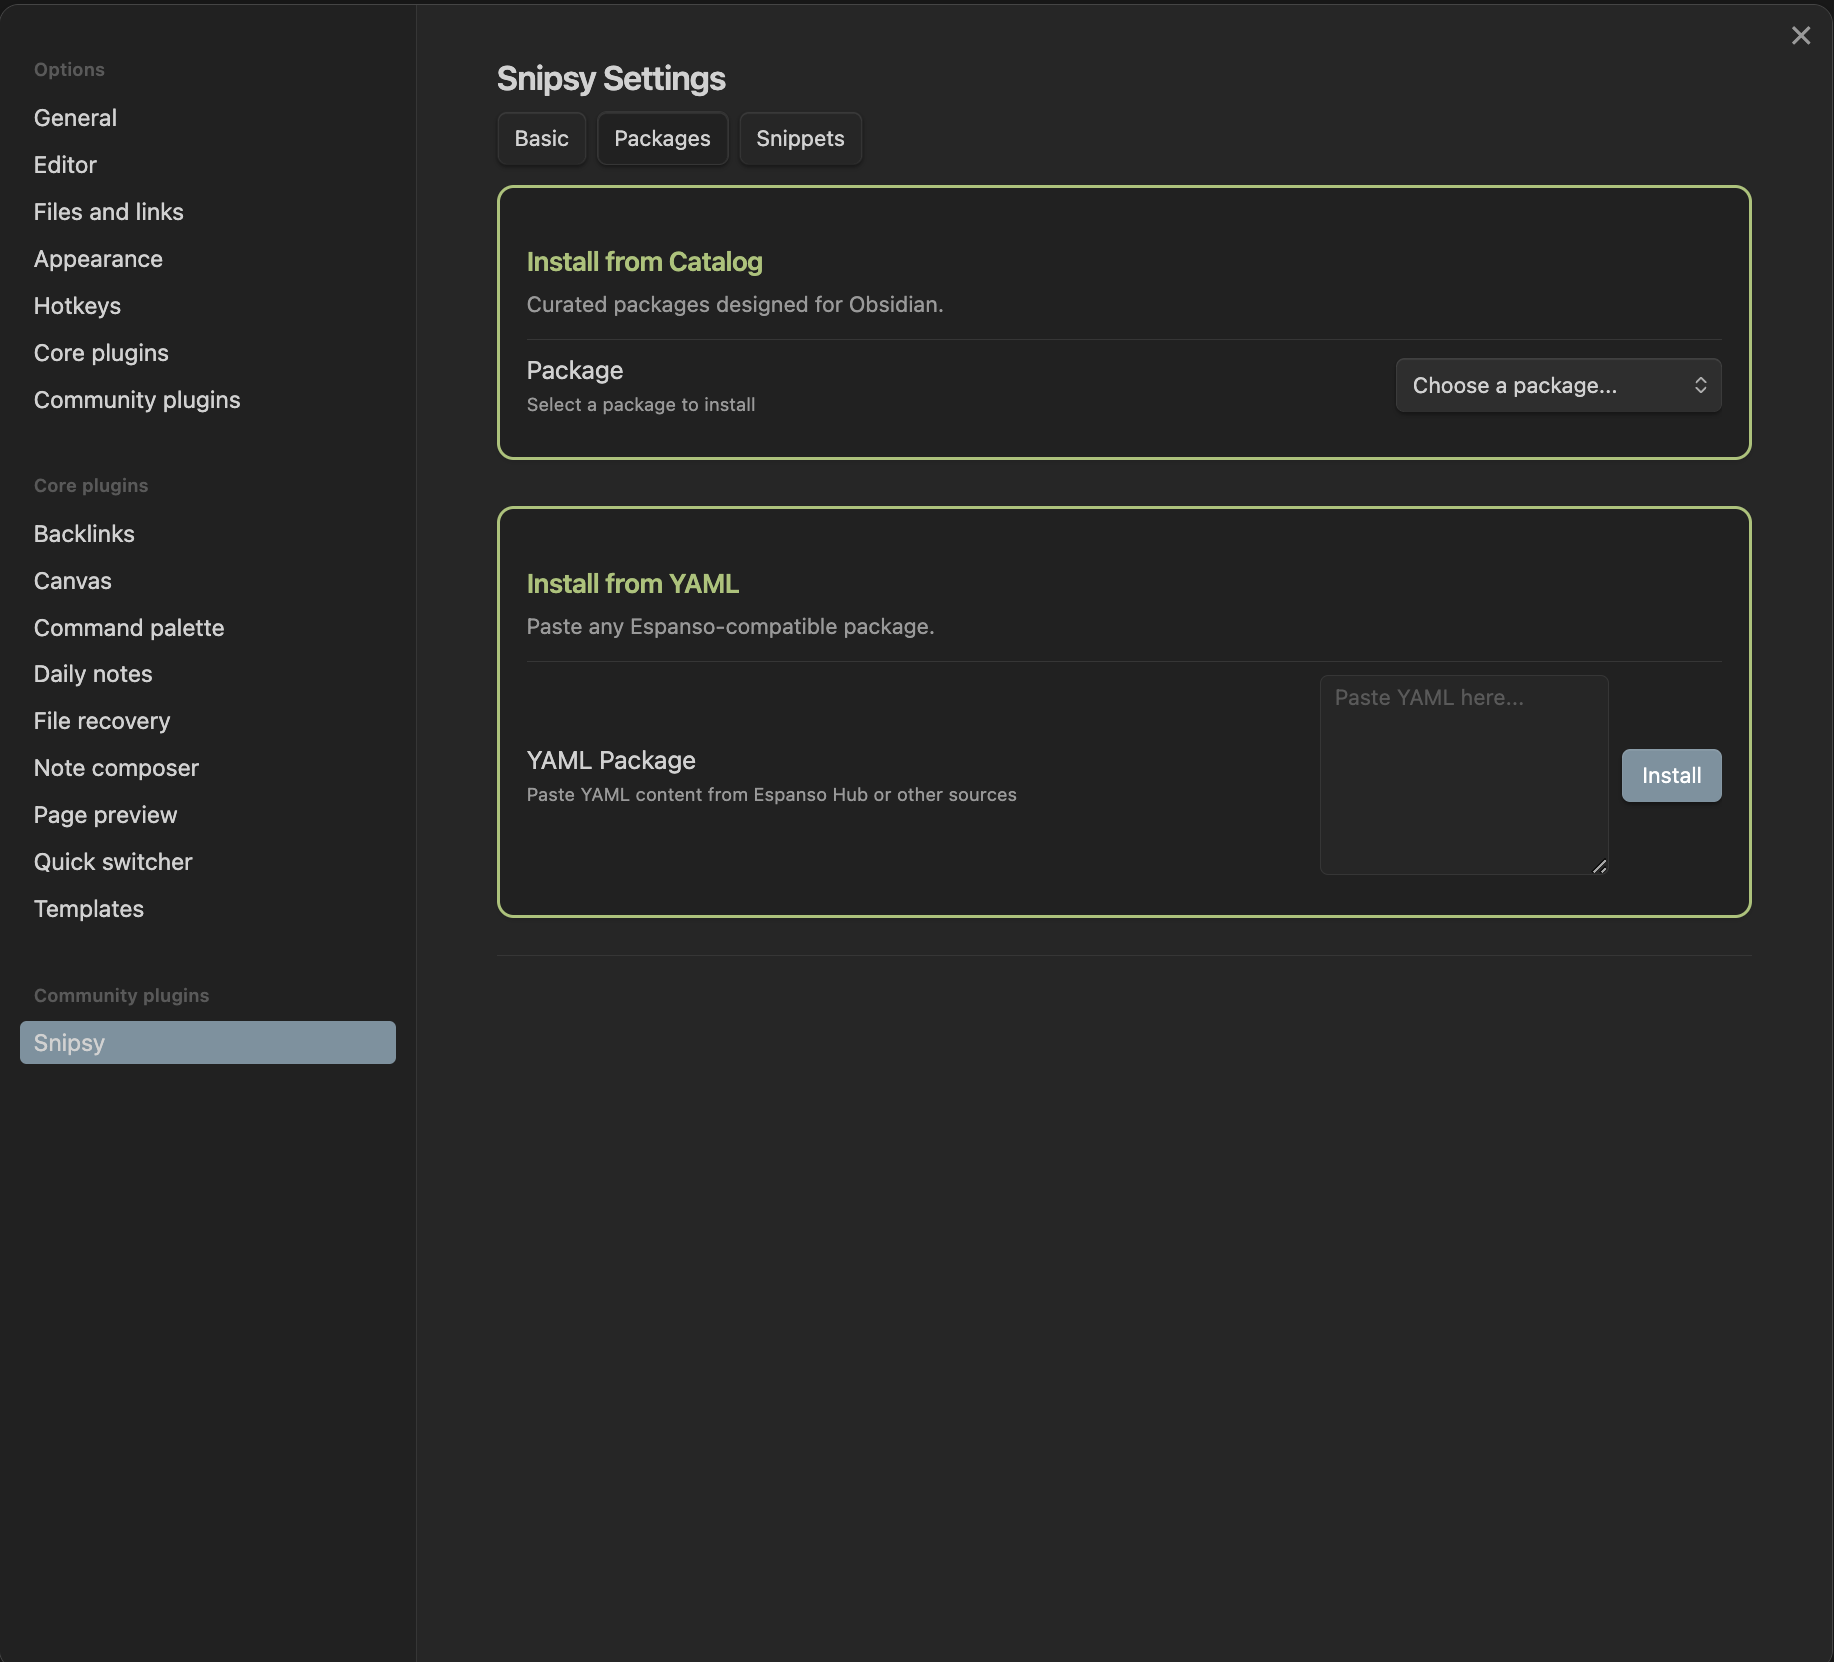 Options
General
Editor
Files and links
Appearance
Hotkeys
Core plugins
Community plugins
Core plugins
Backlinks
Canvas
Command palette
Daily notes
File recovery
Note composer
Page preview
Quick switcher
Templates
Community plugins
Snipsy
Snipsy Settings
Basic Packages Snippets
Install from Catalog
Curated packages designed for Obsidian.
Package
Select a package to install
Choose a package...
Install from YAML
Paste any Espanso-compatible package.
YAML Package
Paste YAML content from Espanso Hub or other sources
Paste YAML here...
Install